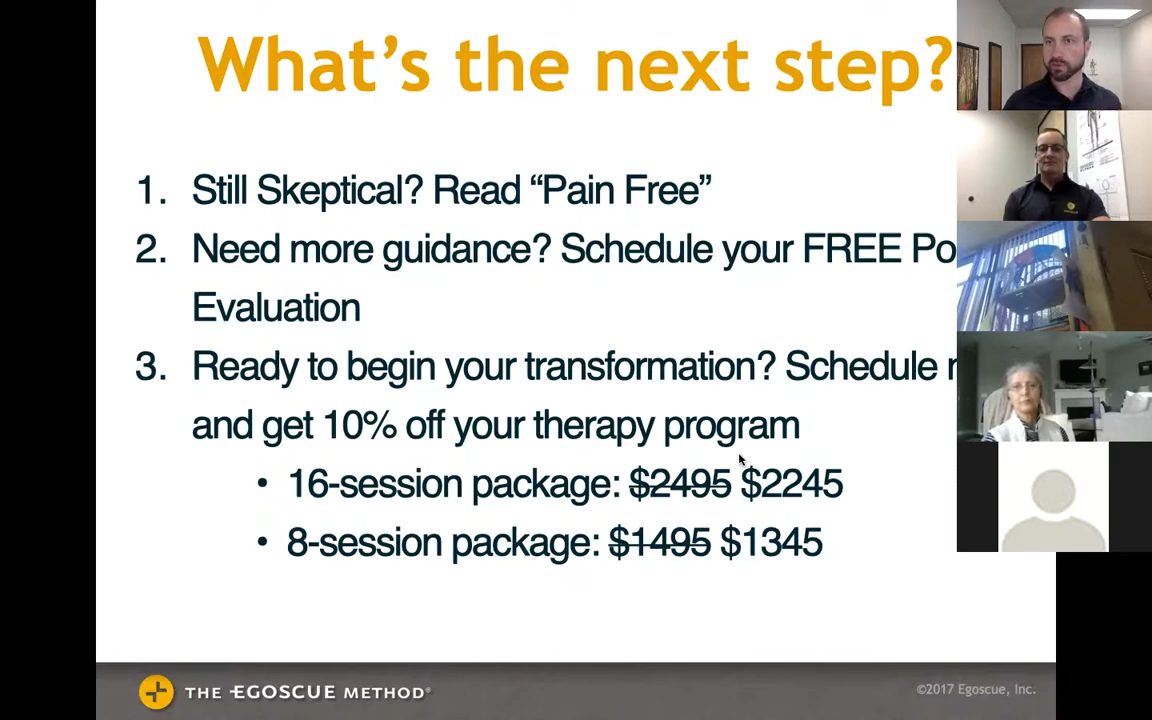 What's the next step?
1. Still Skeptical? Read “Pain Free”
2. Need more guidance? Schedule your FREE Po
Evaluation
3. Ready to begin your transformation? Schedule
and get 10% off your therapy program
• 16-session package: $2495 $2245
• 8-session package: $1495 $1345
THE EGOSCUE METHOD®
©2017 Egoscue, Inc.